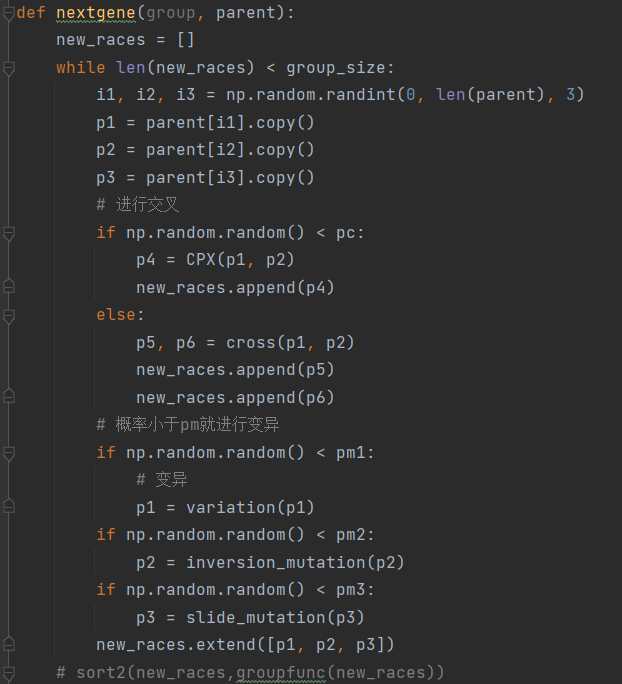 def nextgene(group, parent):
    new_races = []
    while len(new_races) < group_size:
        i1, i2, i3 = np.random.randint(0, len(parent), 3)
        p1 = parent[i1].copy()
        p2 = parent[i2].copy()
        p3 = parent[i3].copy()
        # 进行交叉
        if np.random.random() < pc:
            p4 = CPX(p1, p2)
            new_races.append(p4)
        else:
            p5, p6 = cross(p1, p2)
            new_races.append(p5)
            new_races.append(p6)
        # 概率小于pm就进行变异
        if np.random.random() < pm1:
            # 变异
            p1 = variation(p1)
        if np.random.random() < pm2:
            p2 = inversion_mutation(p2)
        if np.random.random() < pm3:
            p3 = slide_mutation(p3)
        new_races.extend([p1, p2, p3])
    # sort2(new_races,groupfunc(new_races))